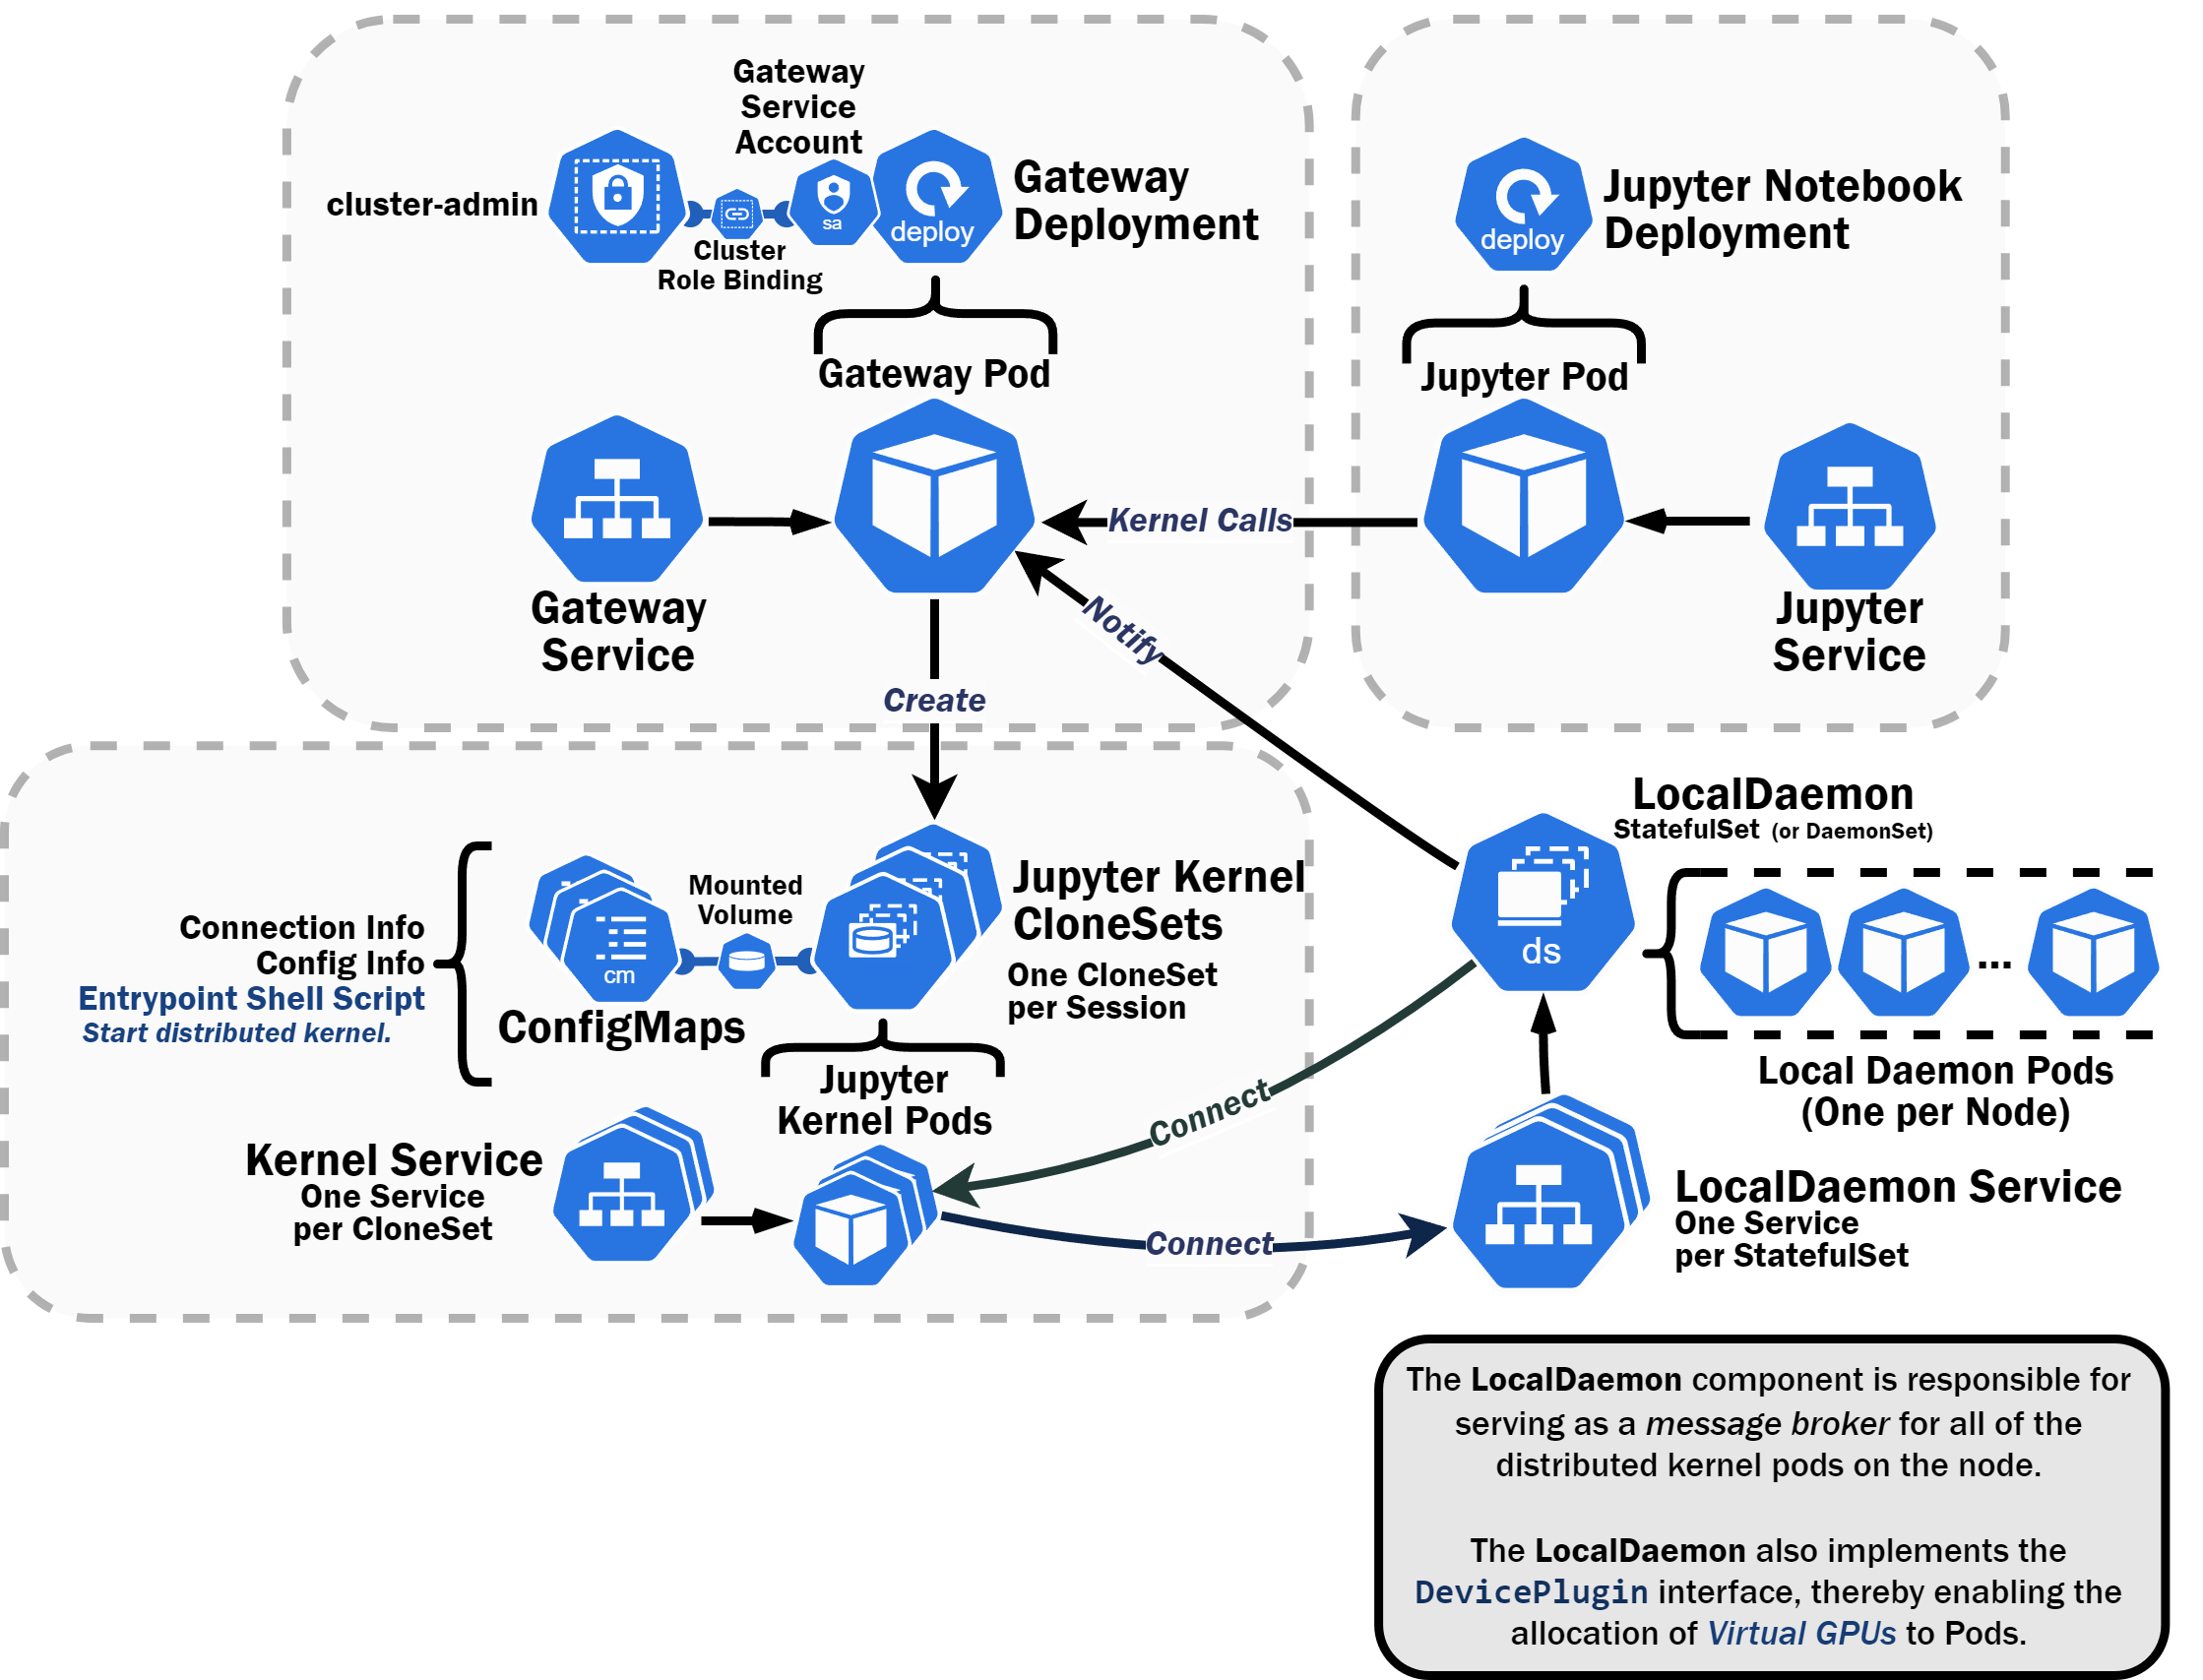 Gateway
Service
Account
cluster-admin
sa
deploy
Gateway
Deployment
Cluster
Role Binding
Gateway Pod
Gateway
Service
Kernel Calls
Notify
Create
deploy
Jupyter Notebook
Deployment
Jupyter Pod
Jupyter
Service
Connection Info
Config Info
Entrypoint Shell Script
Start distributed kernel.
cm
ConfigMaps
Mounted
Volume
Jupyter Kernel
CloneSets
One CloneSet
per Session
Jupyter
Kernel Pods
Kernel Service
One Service
per CloneSet
Connect
Connect
LocalDaemon
StatefulSet (or DaemonSet)
ds
...
Local Daemon Pods
(One per Node)
LocalDaemon Service
One Service
per StatefulSet
The LocalDaemon component is responsible for
serving as a message broker for all of the
distributed kernel pods on the node.
The LocalDaemon also implements the
DevicePlugin interface, thereby enabling the
allocation of Virtual GPUs to Pods.